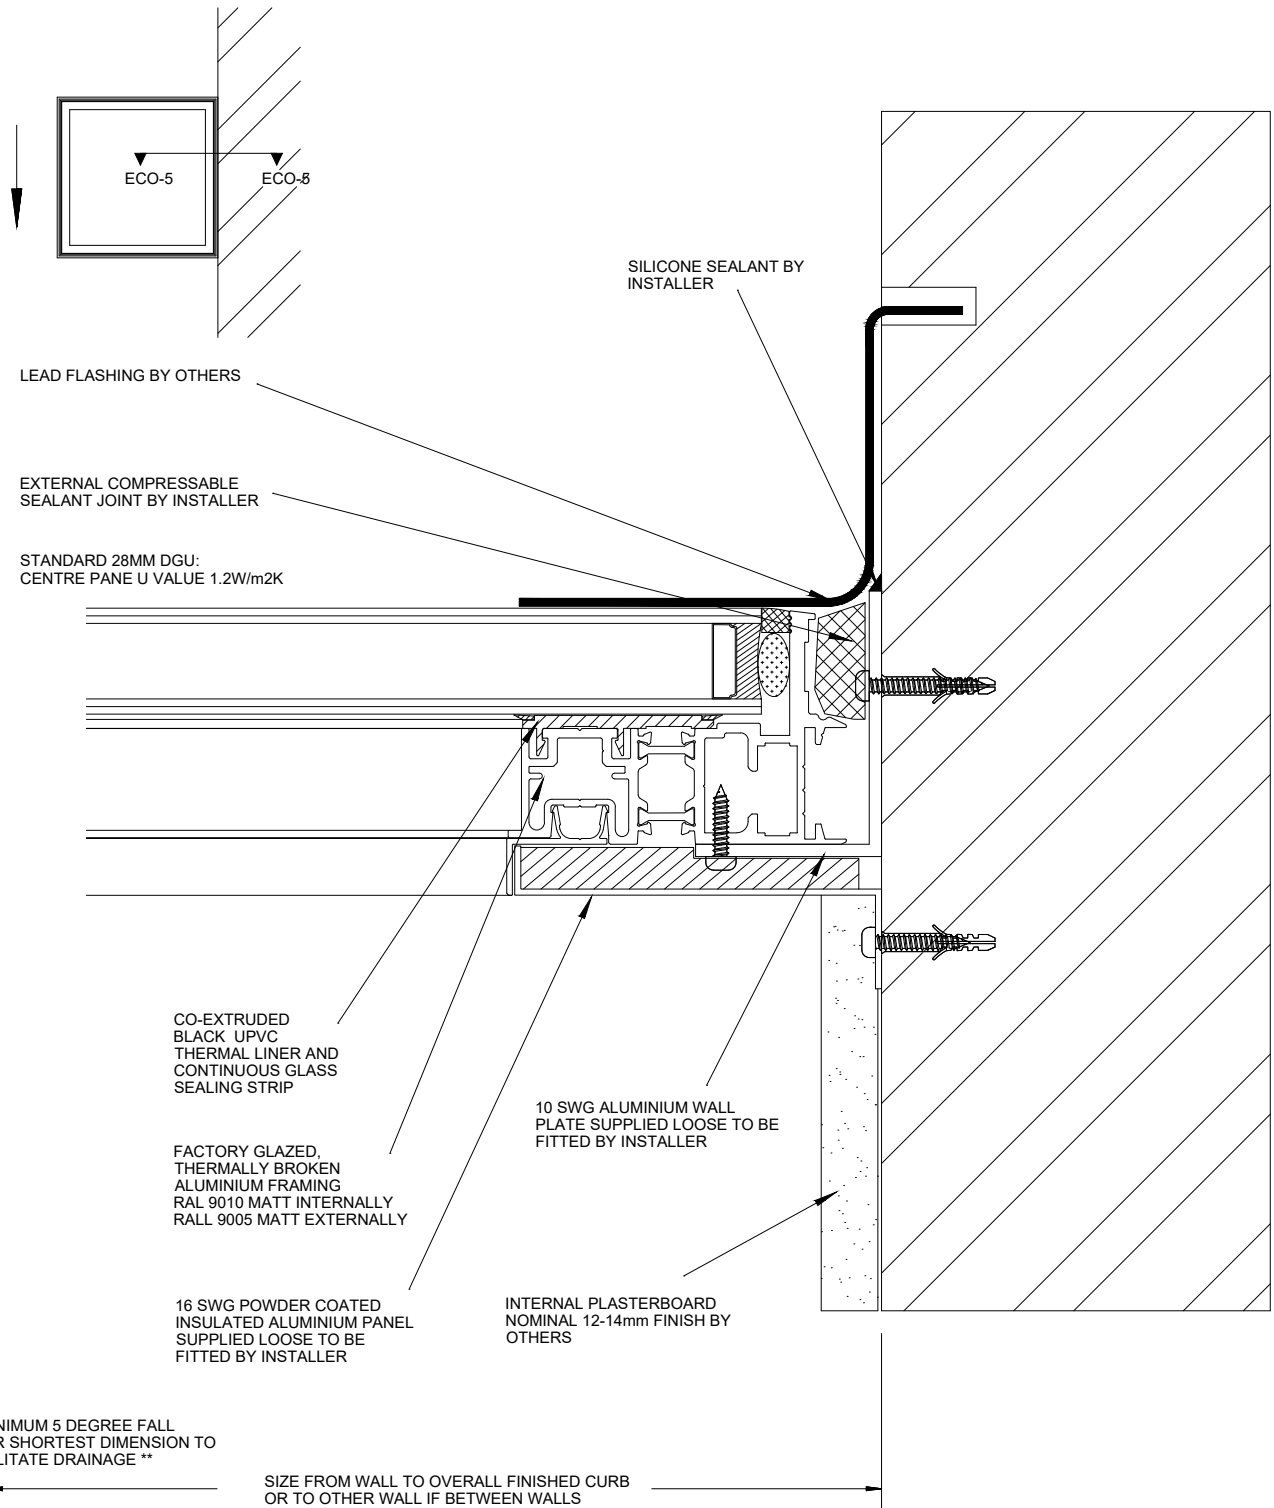 ECO-5
ECO-5
SILICONE SEALANT BY
INSTALLER
LEAD FLASHING BY OTHERS
EXTERNAL COMPRESSABLE
SEALANT JOINT BY INSTALLER
STANDARD 28MM DGU:
CENTRE PANE U VALUE 1.2W/m2K
CO-EXTRUDED
BLACK UPVC
THERMAL LINER AND
CONTINUOUS GLASS
SEALING STRIP
10 SWG ALUMINIUM WALL
PLATE SUPPLIED LOOSE TO BE
FITTED BY INSTALLER
FACTORY GLAZED,
THERMALLY BROKEN
ALUMINIUM FRAMING
RAL 9010 MATT INTERNALLY
RALL 9005 MATT EXTERNALLY
16 SWG POWDER COATED
INSULATED ALUMINIUM PANEL
SUPPLIED LOOSE TO BE
FITTED BY INSTALLER
INTERNAL PLASTERBOARD
NOMINAL 12-14mm FINISH BY
OTHERS
NIMUM 5 DEGREE FALL
R SHORTEST DIMENSION TO
LITATE DRAINAGE **
SIZE FROM WALL TO OVERALL FINISHED CURB
OR TO OTHER WALL IF BETWEEN WALLS